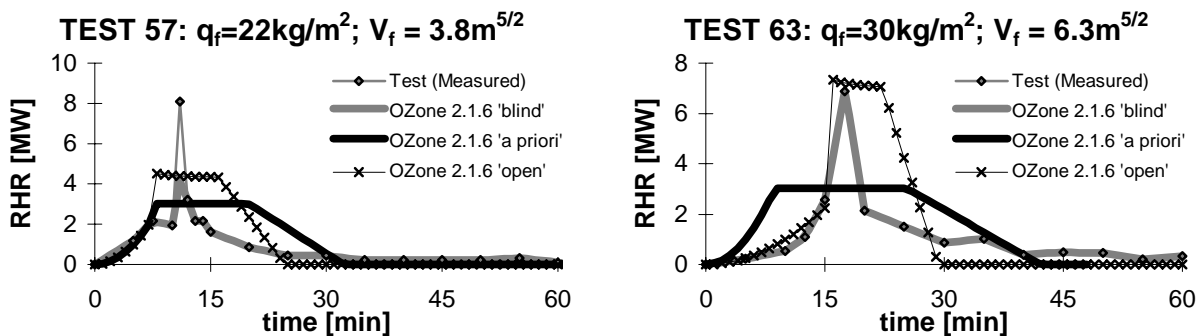 TEST 57: q_f=22kg/m²; V_f = 3.8m^5/2
10
8
6
4
2
0
RHR [MW]
Test (Measured)
OZone 2.1.6 'blind'
OZone 2.1.6 'a priori'
OZone 2.1.6 'open'
0 15 30 45 60
time [min]
TEST 63: q_f=30kg/m²; V_f = 6.3m^5/2
8
6
4
2
0
RHR [MW]
Test (Measured)
OZone 2.1.6 'blind'
OZone 2.1.6 'a priori'
OZone 2.1.6 'open'
0 15 30 45 60
time [min]